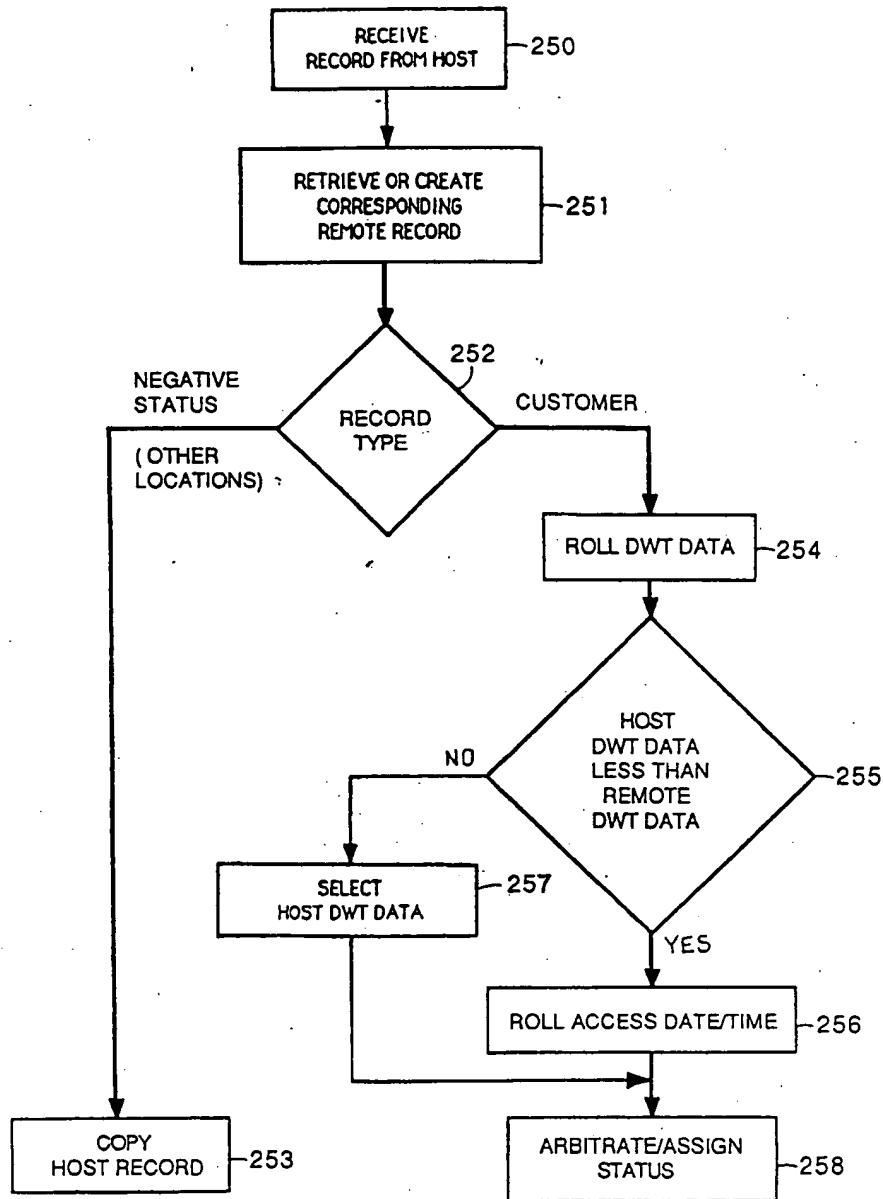 RECEIVE
RECORD FROM HOST
250
RETRIEVE OR CREATE
CORRESPONDING
REMOTE RECORD
251
252
RECORD
TYPE
NEGATIVE
STATUS
(OTHER
LOCATIONS)
CUSTOMER
ROLL DWT DATA
254
HOST
DWT DATA
LESS THAN
REMOTE
DWT DATA
255
NO
SELECT
HOST DWT DATA
257
YES
ROLL ACCESS DATE/TIME
256
COPY
HOST RECORD
253
ARBITRATE/ASSIGN
STATUS
258